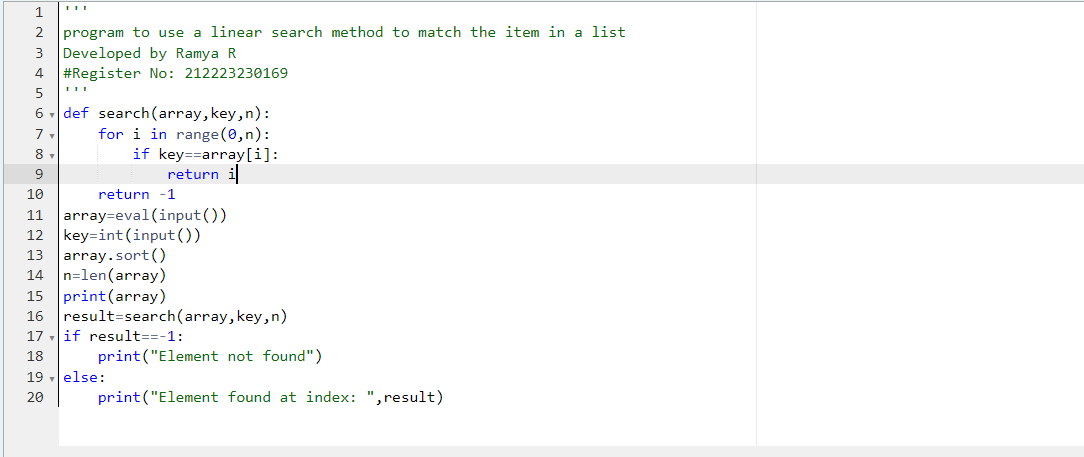 1 '''
2 program to use a linear search method to match the item in a list
3 Developed by Ramya R
4 #Register No: 212223230169
5 '''
6 def search(array,key,n):
7     for i in range(0,n):
8         if key==array[i]:
9             return i
10     return -1
11 array=eval(input())
12 key=int(input())
13 array.sort()
14 n=len(array)
15 print(array)
16 result=search(array,key,n)
17 if result==-1:
18     print("Element not found")
19 else:
20     print("Element found at index: ",result)